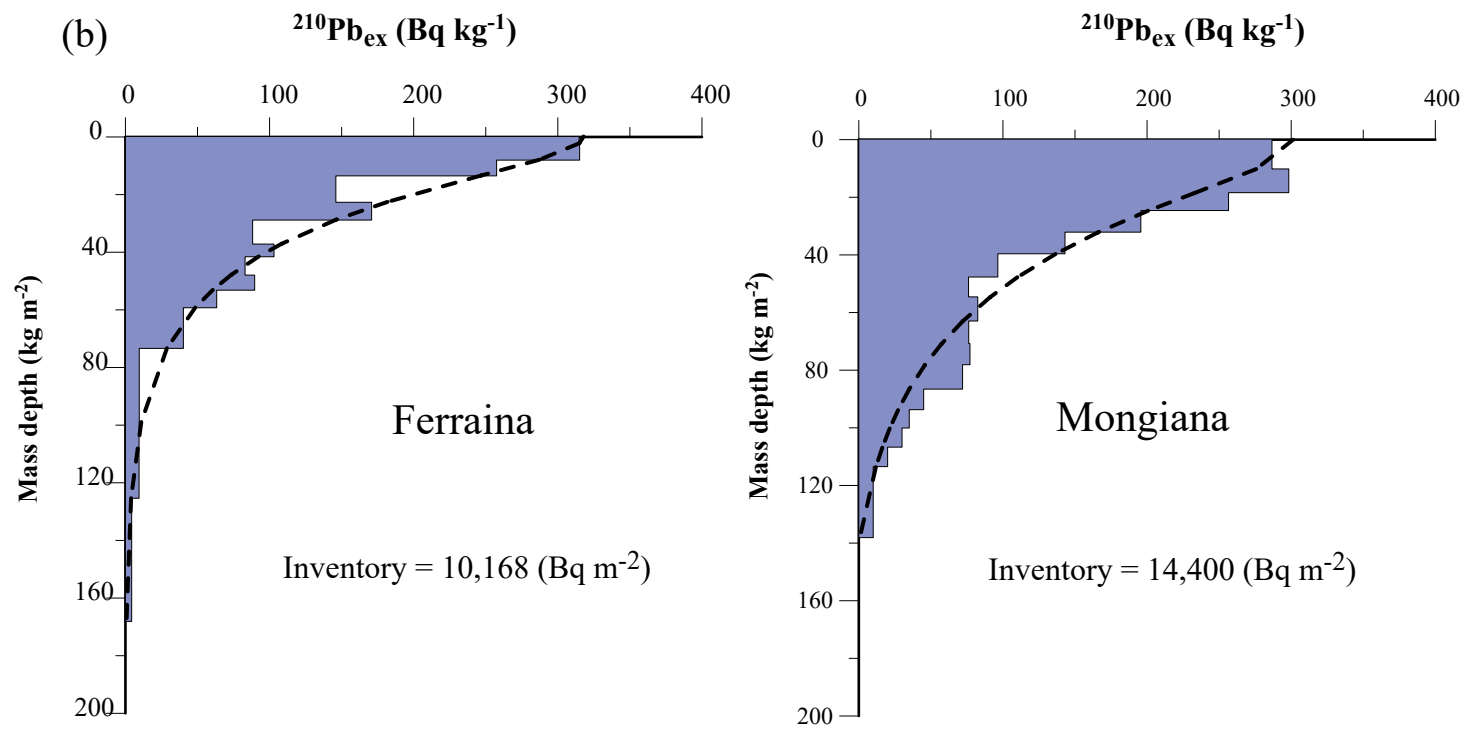 (b)
²¹⁰Pbₑₓ (Bq kg⁻¹)
0 100 200 300 400
0
40
80
120
160
200
Mass depth (kg m⁻²)
Ferraina
Inventory = 10,168 (Bq m⁻²)
²¹⁰Pbₑₓ (Bq kg⁻¹)
0 100 200 300 400
0
40
80
120
160
200
Mass depth (kg m⁻²)
Mongiana
Inventory = 14,400 (Bq m⁻²)